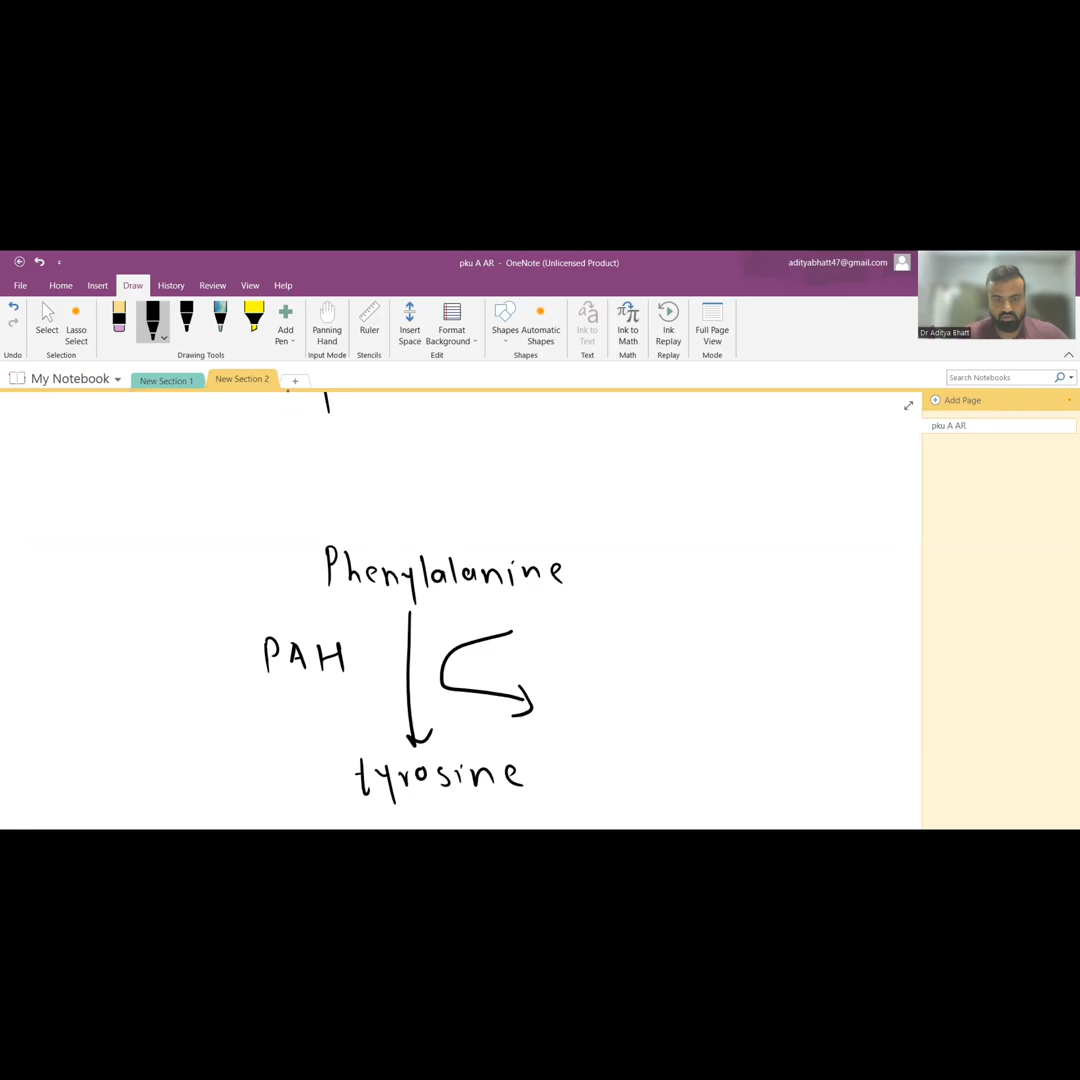 pku A AR - OneNote (Unlicensed Product)
adityabhatt47@gmail.com
File Home Insert Draw History Review View Help
Select
Lasso Select
Add Pen
Panning Hand
Ruler
Insert Space
Format Background
Shapes
Automatic Shapes
Ink to Text
Ink to Math
Ink Replay
Full Page View
Undo Selection Drawing Tools Input Mode Stencils Edit Shapes Text Math Replay Mode
Dr Aditya Bhatt
My Notebook New Section 1 New Section 2 +
Search Notebooks
Add Page
pku A AR
Phenylalanine
PAH
tyrosine